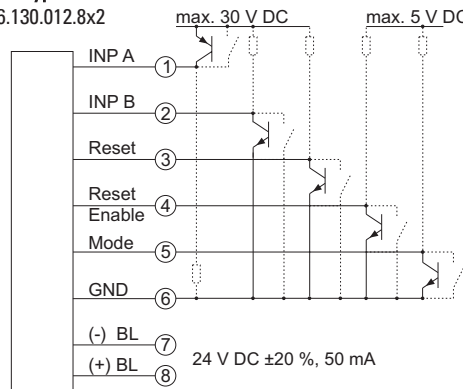 6.130.012.8x2
max. 30 V DC
max. 5 V DC
INP A
1
INP B
2
Reset
3
Reset
Enable
4
Mode
5
GND
6
(-) BL
7
(+) BL
8
24 V DC ±20 %, 50 mA